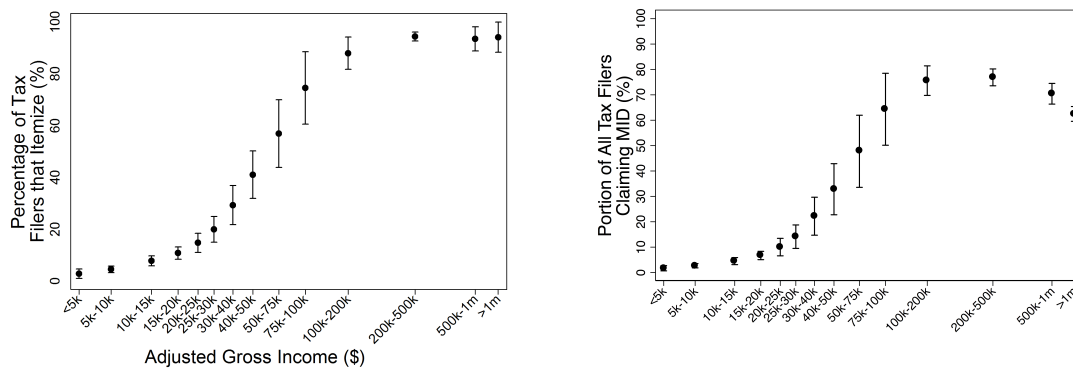 Percentage of Tax
Filers that Itemize (%)
100
80
60
40
20
0
<5k
5k-10k
10k-15k
15k-20k
20k-25k
25k-30k
30k-40k
40k-50k
50k-75k
75k-100k
100k-200k
200k-500k
500k-1m
>1m
Adjusted Gross Income ($)
Portion of All Tax Filers
Claiming MID (%)
100
90
80
70
60
50
40
30
20
10
0
<5k
5k-10k
10k-15k
15k-20k
20k-25k
25k-30k
30k-40k
40k-50k
50k-75k
75k-100k
100k-200k
200k-500k
500k-1m
>1m